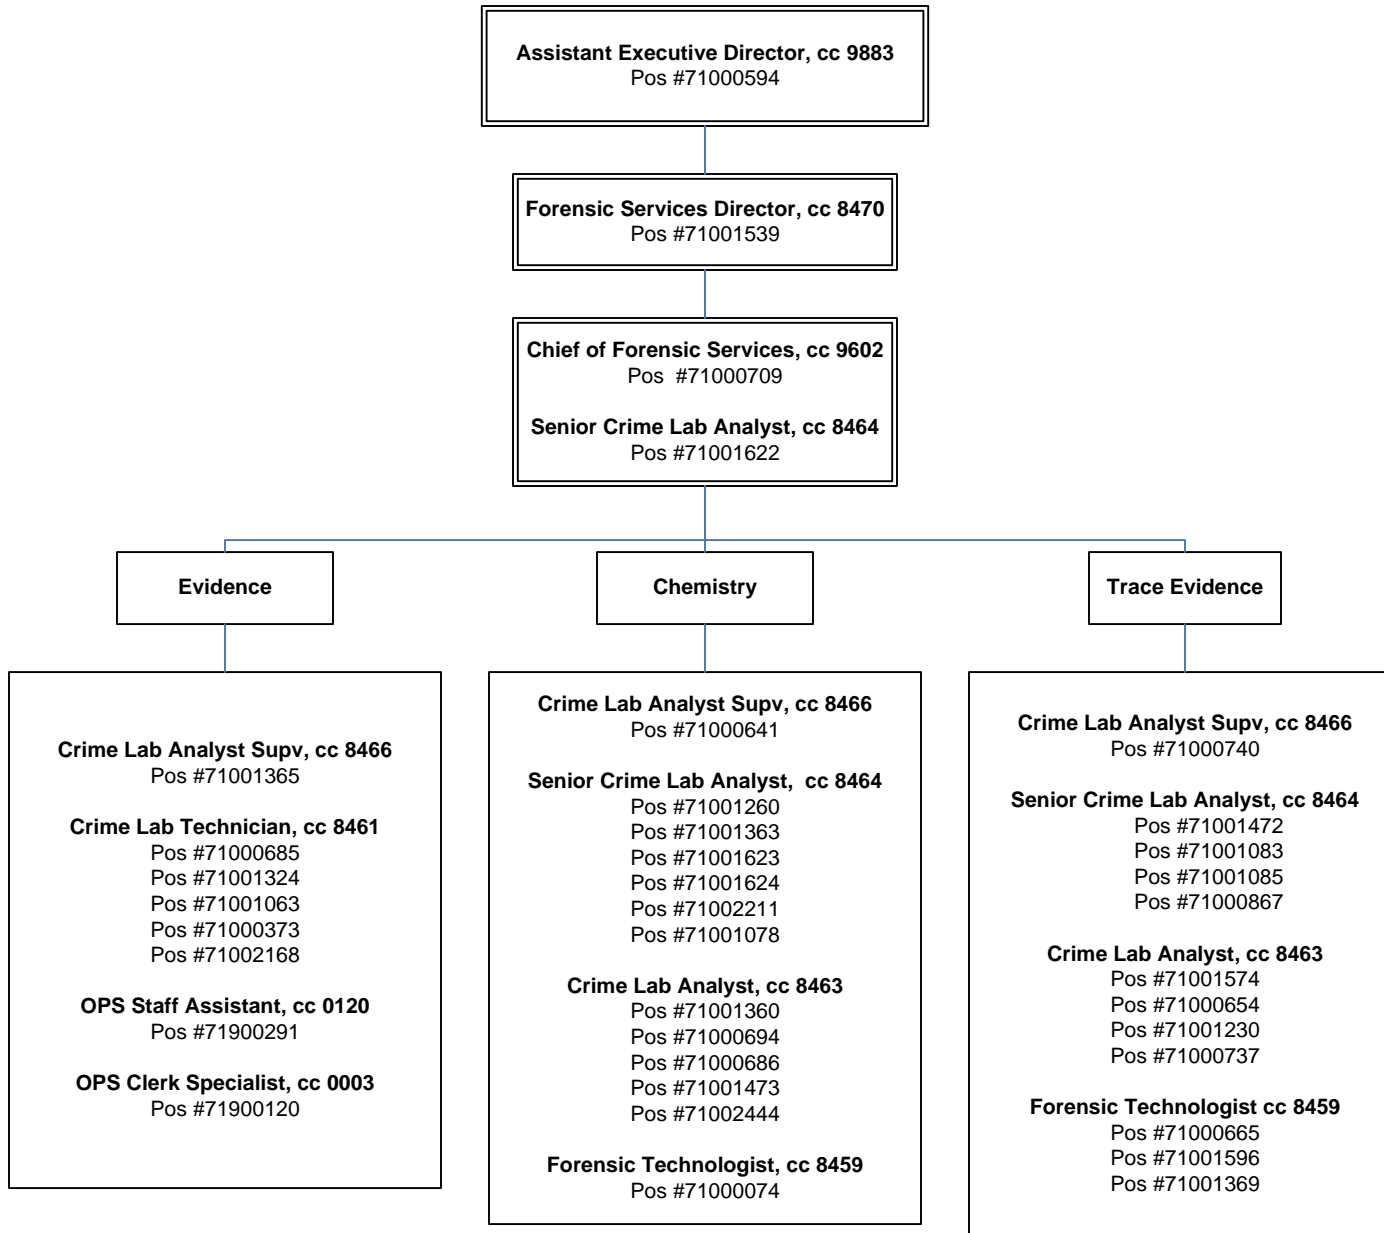 Assistant Executive Director, cc 9883
Pos #71000594
Forensic Services Director, cc 8470
Pos #71001539
Chief of Forensic Services, cc 9602
Pos  #71000709
Senior Crime Lab Analyst, cc 8464
Pos #71001622
Evidence
Crime Lab Analyst Supv, cc 8466
Pos #71001365
Crime Lab Technician, cc 8461
Pos #71000685
Pos #71001324
Pos #71001063
Pos #71000373
Pos #71002168
OPS Staff Assistant, cc 0120
Pos #71900291
OPS Clerk Specialist, cc 0003
Pos #71900120
Chemistry
Crime Lab Analyst Supv, cc 8466
Pos #71000641
Senior Crime Lab Analyst,  cc 8464
Pos #71001260
Pos #71001363
Pos #71001623
Pos #71001624
Pos #71002211
Pos #71001078
Crime Lab Analyst, cc 8463
Pos #71001360
Pos #71000694
Pos #71000686
Pos #71001473
Pos #71002444
Forensic Technologist, cc 8459
Pos #71000074
Trace Evidence
Crime Lab Analyst Supv, cc 8466
Pos #71000740
Senior Crime Lab Analyst, cc 8464
Pos #71001472
Pos #71001083
Pos #71001085
Pos #71000867
Crime Lab Analyst, cc 8463
Pos #71001574
Pos #71000654
Pos #71001230
Pos #71000737
Forensic Technologist cc 8459
Pos #71000665
Pos #71001596
Pos #71001369